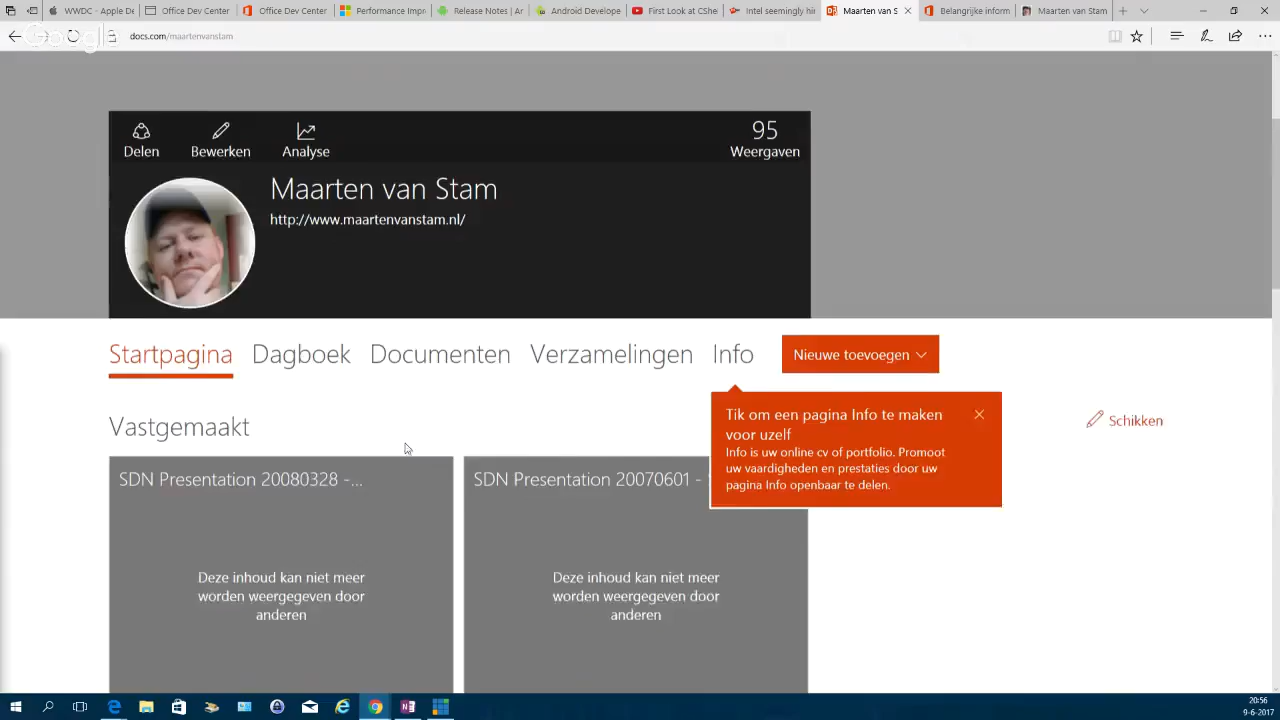 WWDC - Apple De
Office Dev Center
Office Dev Center
Performance Impr
Release Notes | Ar
Android Develope
First Look at CShe
Intel seemingly hii
Maarten van S
Belangrijke inform
Maarten van Stam
docs.com/maartenvanstam
Delen
Bewerken
Analyse
95
Weergaven
Maarten van Stam
http://www.maartenvanstam.nl/
Startpagina
Dagboek
Documenten
Verzamelingen
Info
Nieuwe toevoegen
Tik om een pagina Info te maken
voor uzelf
Info is uw online cv of portfolio. Promoot
uw vaardigheden en prestaties door uw
pagina Info openbaar te delen.
Schikken
Vastgemaakt
SDN Presentation 20080328 -...
SDN Presentation 20070601 -
Deze inhoud kan niet meer
worden weergegeven door
anderen
Deze inhoud kan niet meer
worden weergegeven door
anderen
20:56
9-6-2017